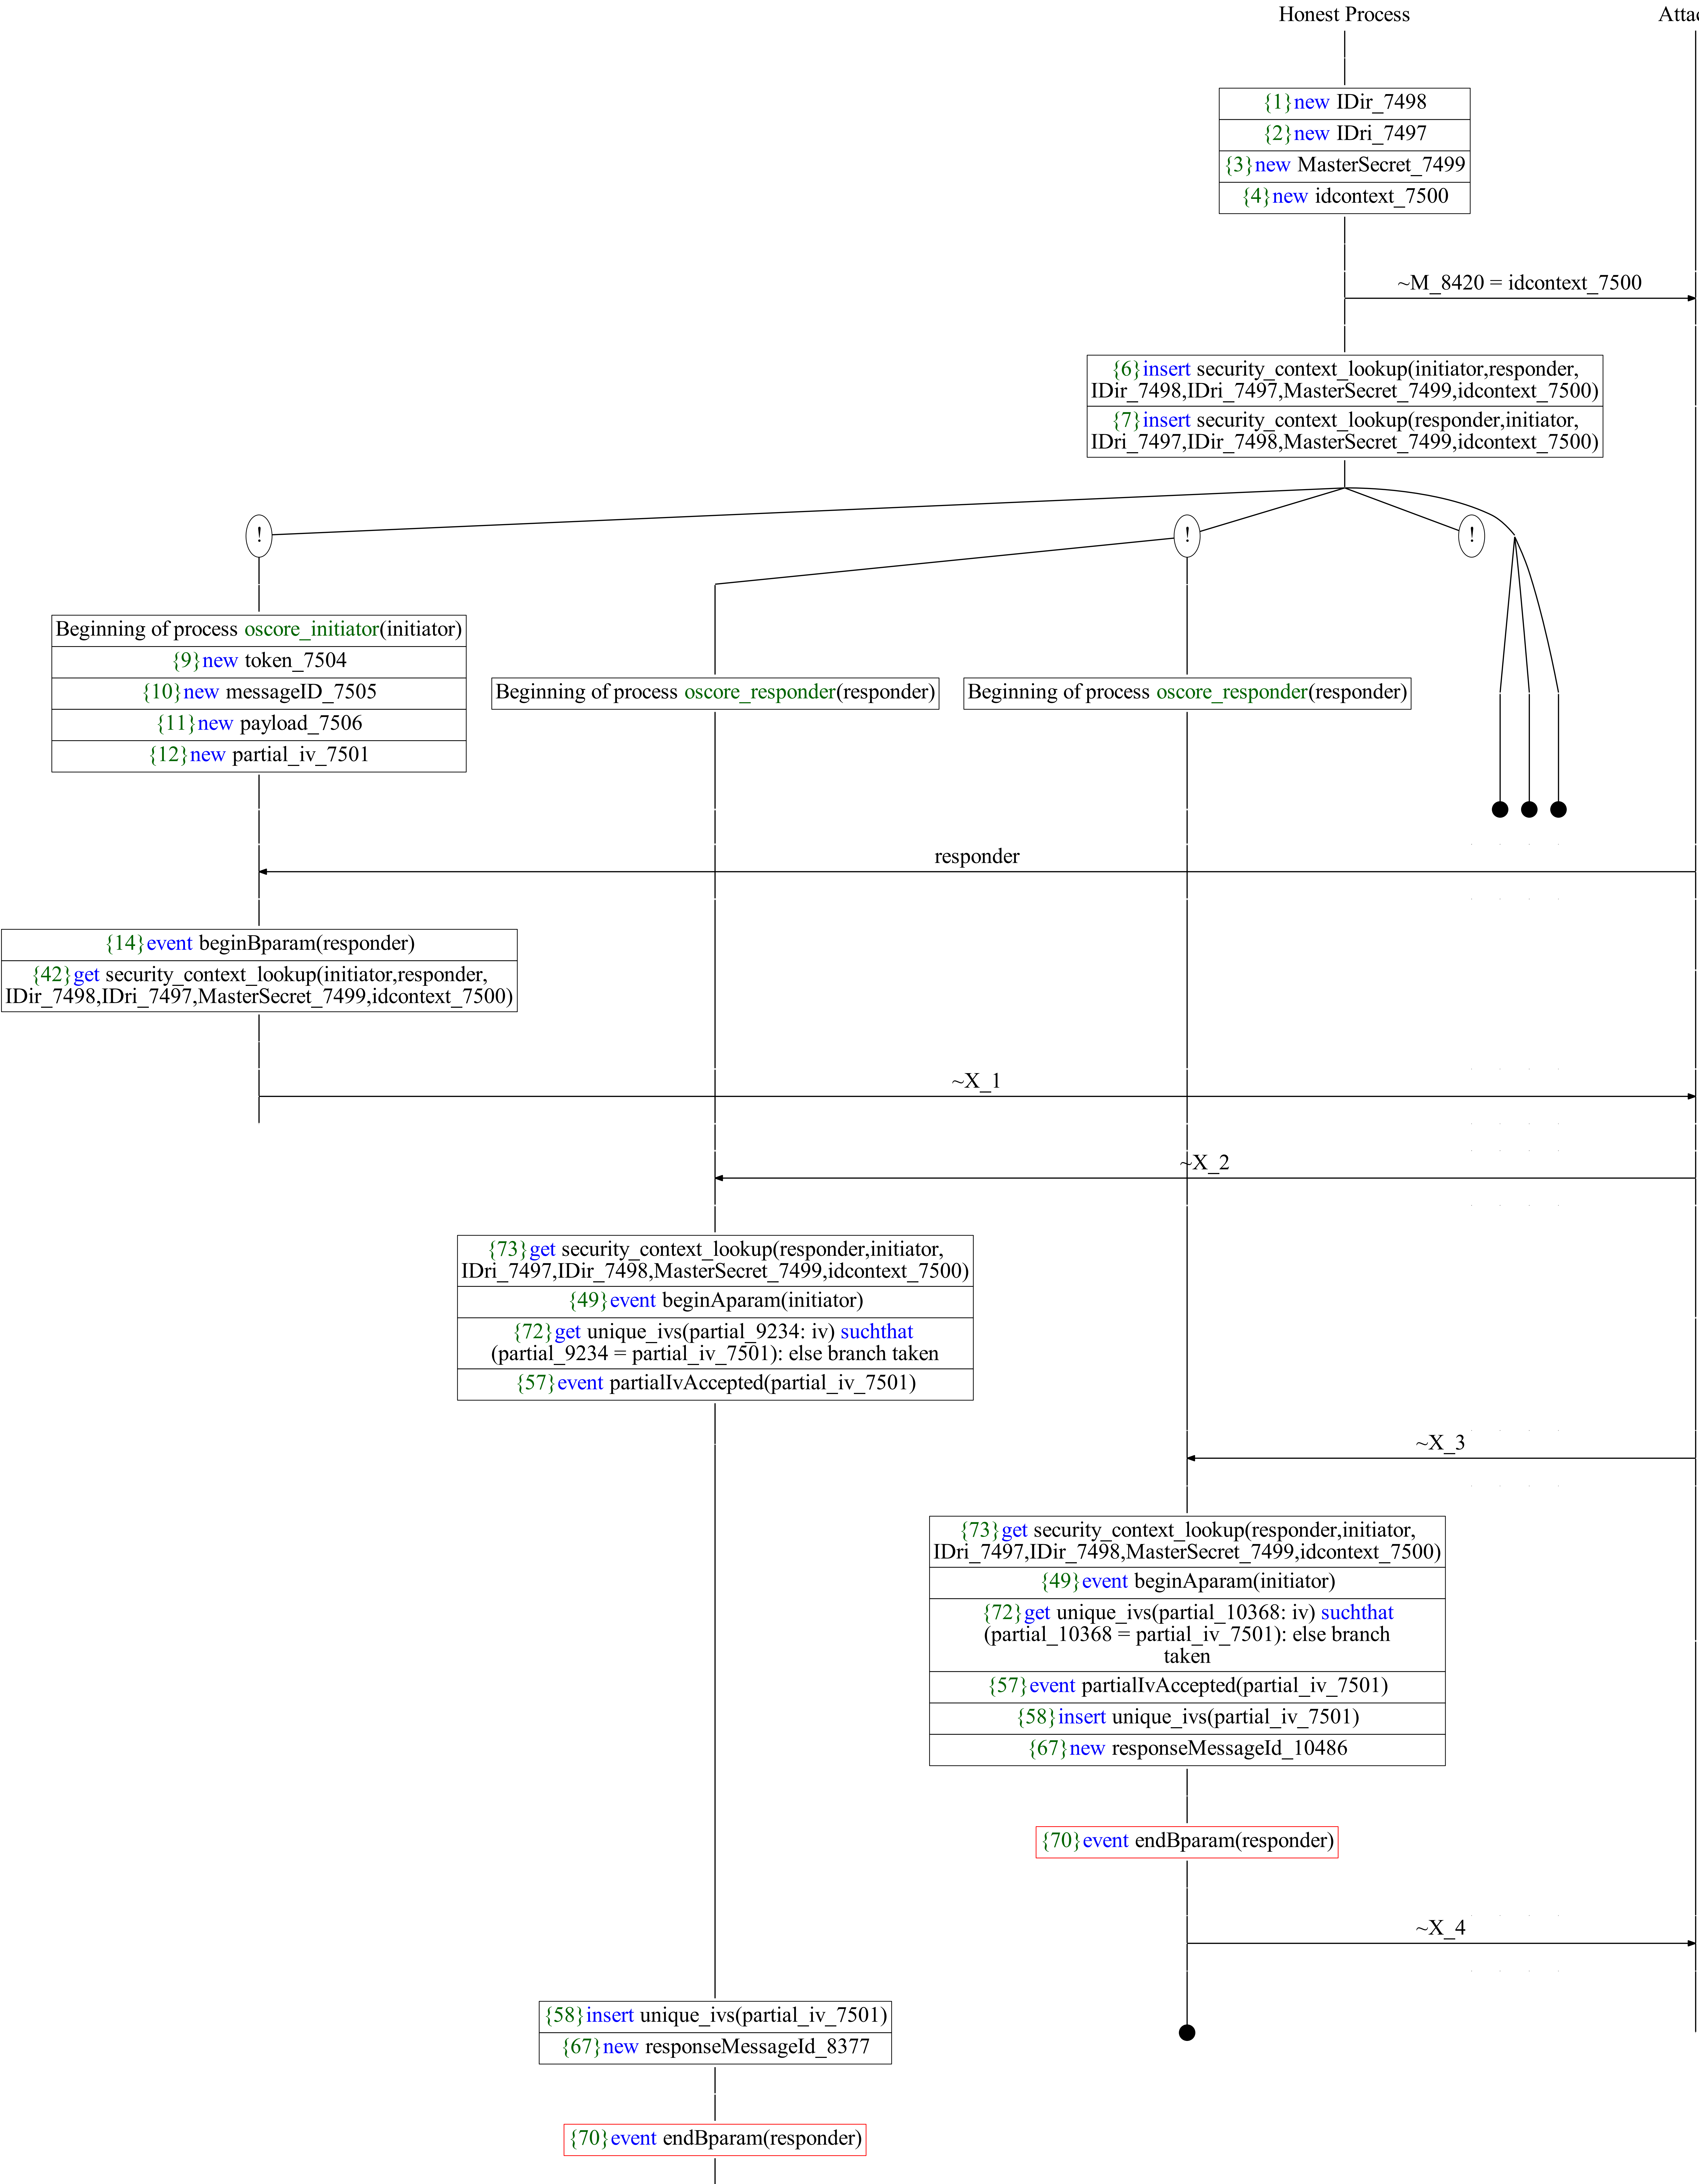 Honest Process
Attac
{1}new IDir_7498
{2}new IDri_7497
{3}new MasterSecret_7499
{4}new idcontext_7500
~M_8420 = idcontext_7500
{6}insert security_context_lookup(initiator,responder,
IDir_7498,IDri_7497,MasterSecret_7499,idcontext_7500)
{7}insert security_context_lookup(responder,initiator,
IDri_7497,IDir_7498,MasterSecret_7499,idcontext_7500)
!
!
!
Beginning of process oscore_initiator(initiator)
{9}new token_7504
{10}new messageID_7505
{11}new payload_7506
{12}new partial_iv_7501
Beginning of process oscore_responder(responder)
Beginning of process oscore_responder(responder)
responder
{14}event beginBparam(responder)
{42}get security_context_lookup(initiator,responder,
IDir_7498,IDri_7497,MasterSecret_7499,idcontext_7500)
~X_1
~X_2
{73}get security_context_lookup(responder,initiator,
IDri_7497,IDir_7498,MasterSecret_7499,idcontext_7500)
{49}event beginAparam(initiator)
{72}get unique_ivs(partial_9234: iv) suchthat
(partial_9234 = partial_iv_7501): else branch taken
{57}event partialIvAccepted(partial_iv_7501)
~X_3
{73}get security_context_lookup(responder,initiator,
IDri_7497,IDir_7498,MasterSecret_7499,idcontext_7500)
{49}event beginAparam(initiator)
{72}get unique_ivs(partial_10368: iv) suchthat
(partial_10368 = partial_iv_7501): else branch
taken
{57}event partialIvAccepted(partial_iv_7501)
{58}insert unique_ivs(partial_iv_7501)
{67}new responseMessageId_10486
{70}event endBparam(responder)
~X_4
{58}insert unique_ivs(partial_iv_7501)
{67}new responseMessageId_8377
{70}event endBparam(responder)